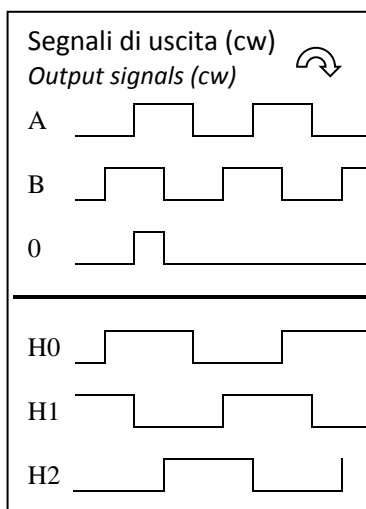 Segnali di uscita (cw)
Output signals (cw)
A
B
0
H0
H1
H2